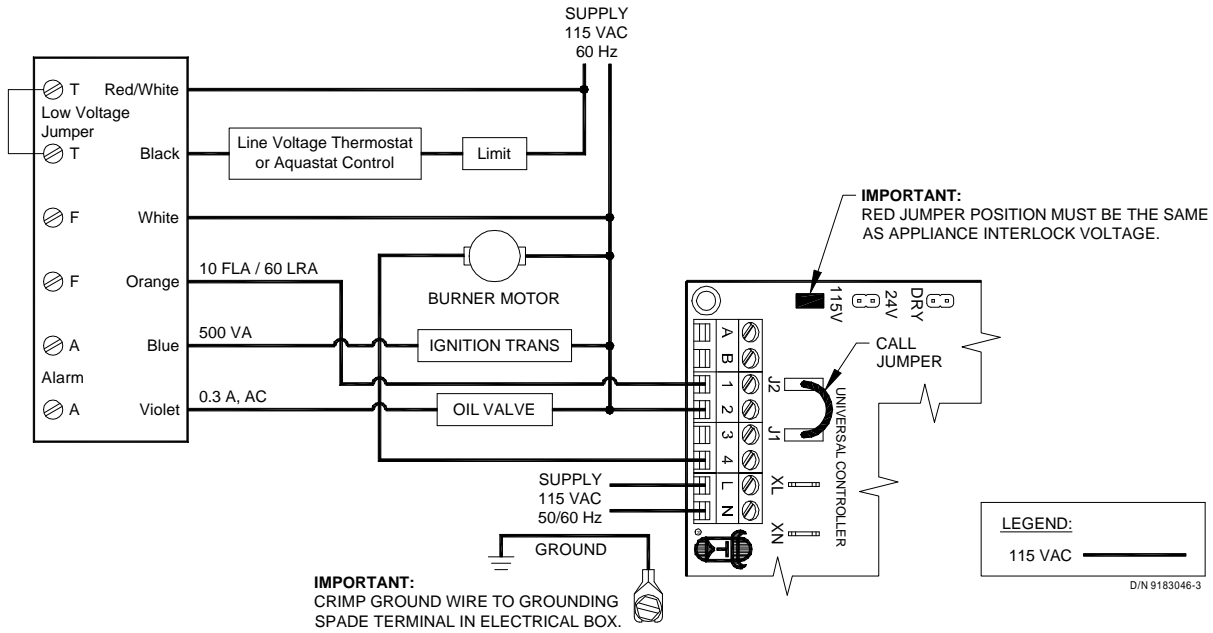 SUPPLY
115 VAC
60 Hz
T Red/White
Low Voltage
Jumper
T Black
Line Voltage Thermostat
or Aquastat Control
Limit
F White
F Orange
10 FLA / 60 LRA
BURNER MOTOR
A Blue
500 VA
IGNITION TRANS
Alarm
A Violet
0.3 A, AC
OIL VALVE
IMPORTANT:
RED JUMPER POSITION MUST BE THE SAME
AS APPLIANCE INTERLOCK VOLTAGE.
115V
24V
DRY
CALL
JUMPER
A
B
1
2
3
4
L
N
J2
J1
XL
XN
UNIVERSAL CONTROLLER
T
SUPPLY
115 VAC
50/60 Hz
GROUND
IMPORTANT:
CRIMP GROUND WIRE TO GROUNDING
SPADE TERMINAL IN ELECTRICAL BOX.
LEGEND:
115 VAC
D/N 9183046-3